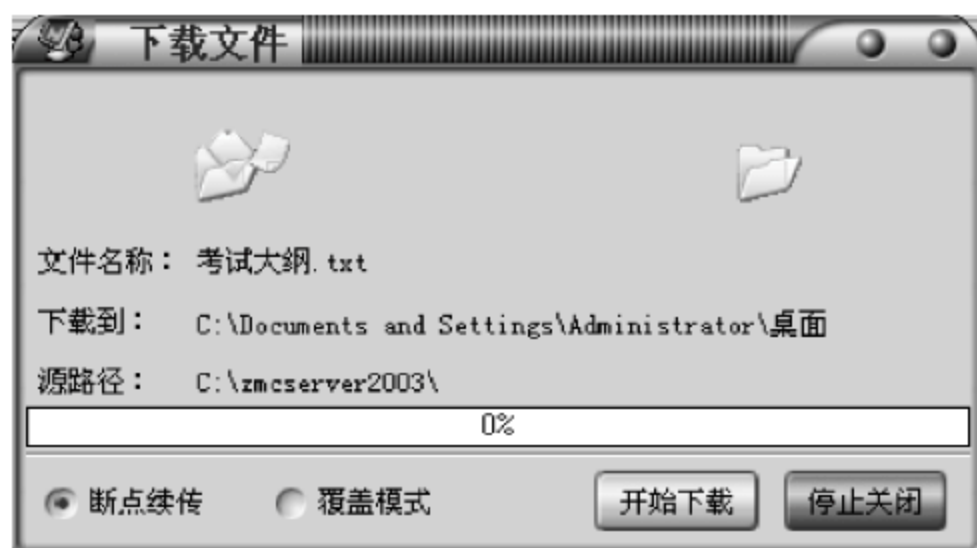 下载文件
文件名称： 考试大纲.txt
下载到： C:\Documents and Settings\Administrator\桌面
源路径： C:\zmcserver2003\
0%
断点续传 覆盖模式 开始下载 停止关闭